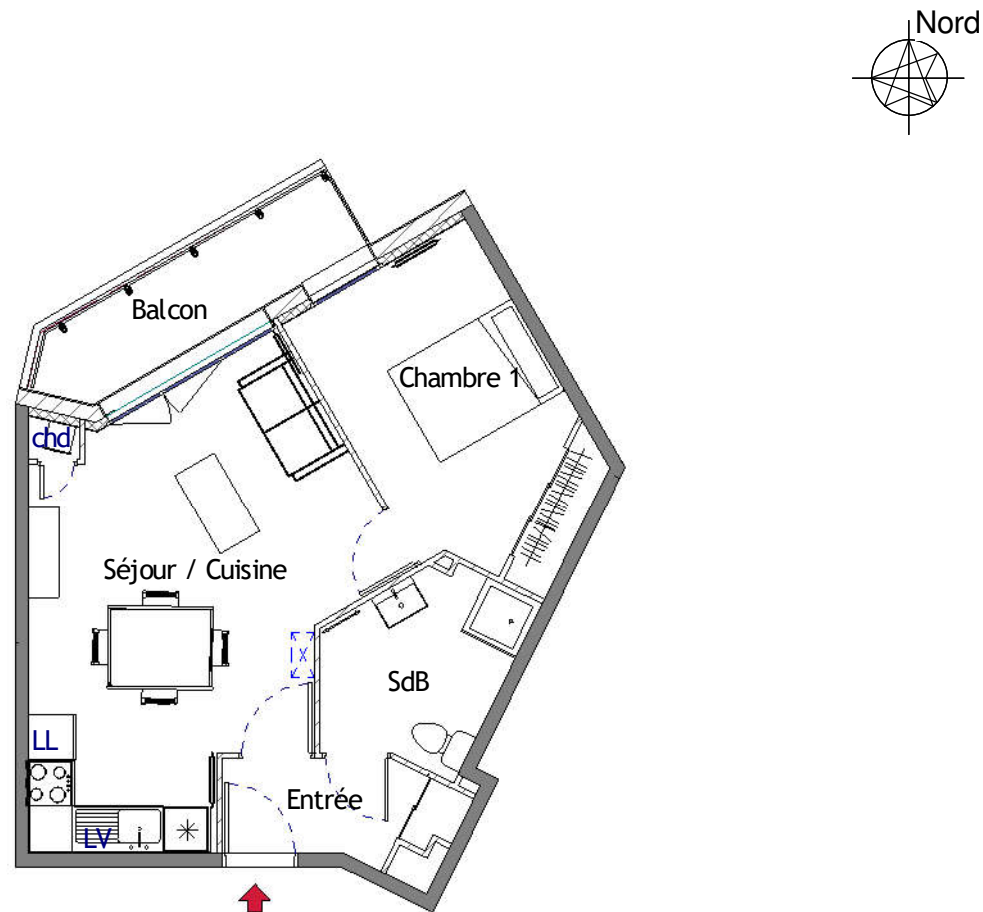 Nord
Balcon
Chambre 1
chd
Séjour / Cuisine
SdB
LL
Entrée
LV